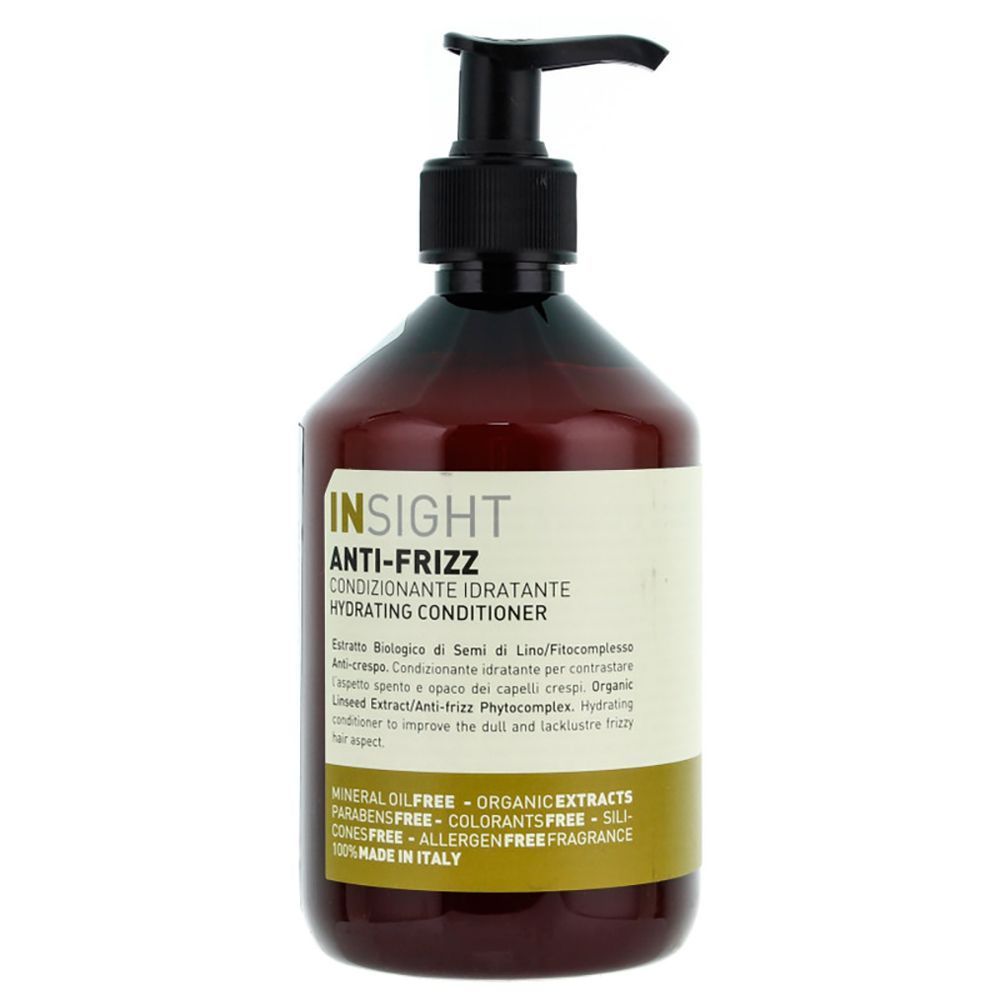 INSIGHT
ANTI-FRIZZ
CONDIZIONANTE IDRATANTE
HYDRATING CONDITIONER
Estratto Biologico di Semi di Lino/Fitocomplesso
Anti-crespo. Condizionante idratante per contrastare
l'aspetto spento e opaco dei capelli crespi. Organic
Linseed Extract/Anti-frizz Phytocomplex. Hydrating
conditioner to improve the dull and lacklustre frizzy
hair aspect.
MINERAL OILFREE - ORGANICEXTRACTS
PARABENSFREE- COLORANTSFREE - SILI-
CONESFREE - ALLERGENFREEFRAGRANCE
100%MADE IN ITALY